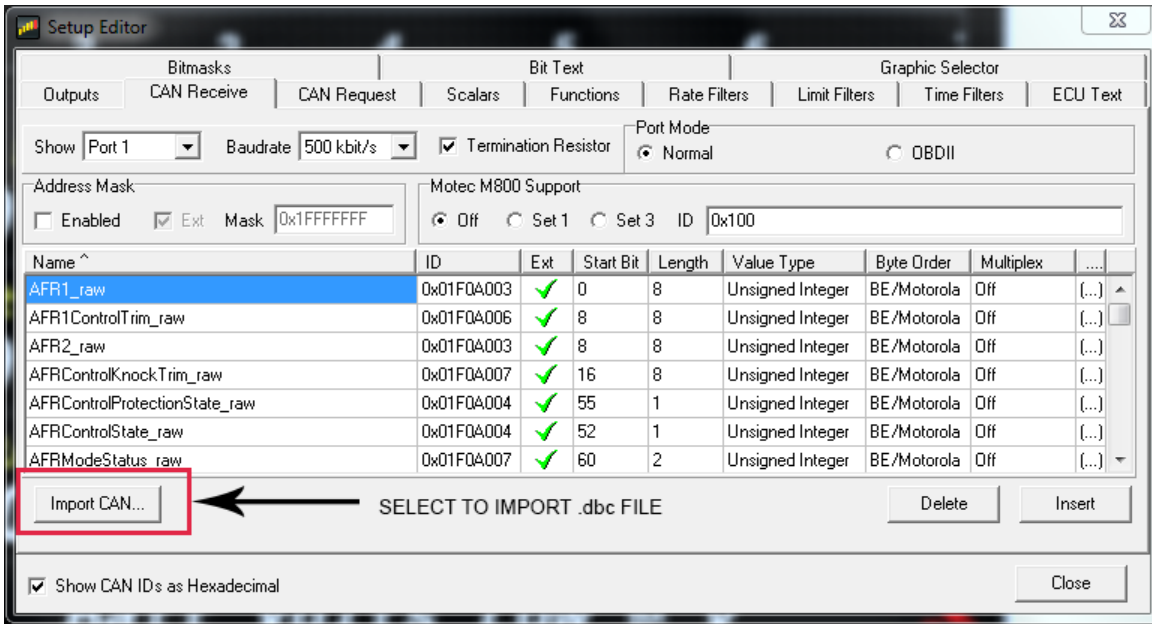 Setup Editor
Bitmasks Bit Text Graphic Selector
Outputs CAN Receive CAN Request Scalars Functions Rate Filters Limit Filters Time Filters ECU Text
Port Mode
Show Port 1 Baudrate 500 kbit/s Termination Resistor Normal OBDII
Address Mask Motec M800 Support
Enabled Ext Mask 0x1FFFFFFF Off Set 1 Set 3 ID 0x100
Name ^ ID Ext Start Bit Length Value Type Byte Order Multiplex ....
AFR1_raw 0x01F0A003 0 8 Unsigned Integer BE/Motorola Off (...)
AFR1ControlTrim_raw 0x01F0A006 8 8 Unsigned Integer BE/Motorola Off (...)
AFR2_raw 0x01F0A003 8 8 Unsigned Integer BE/Motorola Off (...)
AFRControlKnockTrim_raw 0x01F0A007 16 8 Unsigned Integer BE/Motorola Off (...)
AFRControlProtectionState_raw 0x01F0A004 55 1 Unsigned Integer BE/Motorola Off (...)
AFRControlState_raw 0x01F0A004 52 1 Unsigned Integer BE/Motorola Off (...)
AFRModeStatus_raw 0x01F0A007 60 2 Unsigned Integer BE/Motorola Off (...)
Import CAN... SELECT TO IMPORT .dbc FILE Delete Insert
Show CAN IDs as Hexadecimal Close